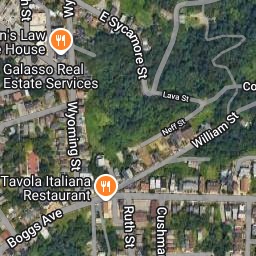 Wy
E Sycamore St
n's Law
e House
Galasso Real
Estate Services
Lava St
Co
Neff St
William St
Wyoming St
Tavola Italiana
Restaurant
Boggs Ave
Ruth St
Cushma